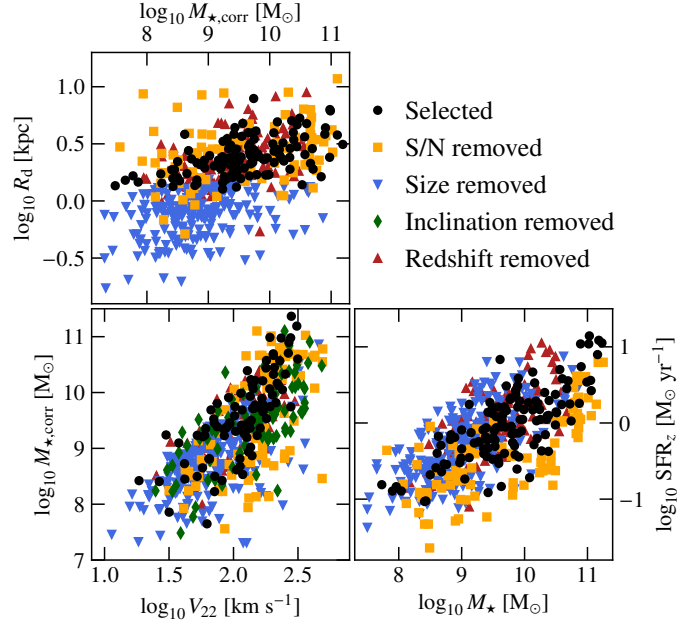 log₁₀ M⋆,corr [M⊙]
8 9 10 11
1.0
0.5
0.0
−0.5
log₁₀ R_d [kpc]
Selected
S/N removed
Size removed
Inclination removed
Redshift removed
11
10
9
8
7
log₁₀ M⋆,corr [M⊙]
1.0 1.5 2.0 2.5
log₁₀ V₂₂ [km s⁻¹]
1
0
−1
log₁₀ SFR_z [M⊙ yr⁻¹]
8 9 10 11
log₁₀ M⋆ [M⊙]